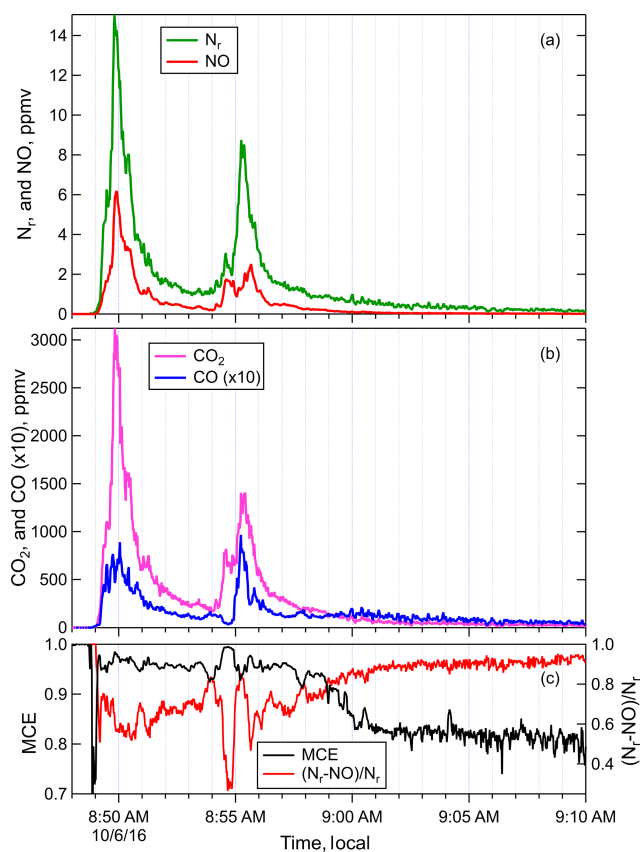 14
12
10
8
6
4
2
0
Nr, and NO, ppmv
Nr
NO
(a)
3000
2500
2000
1500
1000
500
0
CO2, and CO (x10), ppmv
CO2
CO (x10)
(b)
1.0
0.9
0.8
0.7
MCE
(c)
MCE
(Nr-NO)/Nr
1.0
0.8
0.6
0.4
(Nr-NO)/Nr
8:50 AM 8:55 AM 9:00 AM 9:05 AM 9:10 AM
10/6/16
Time, local